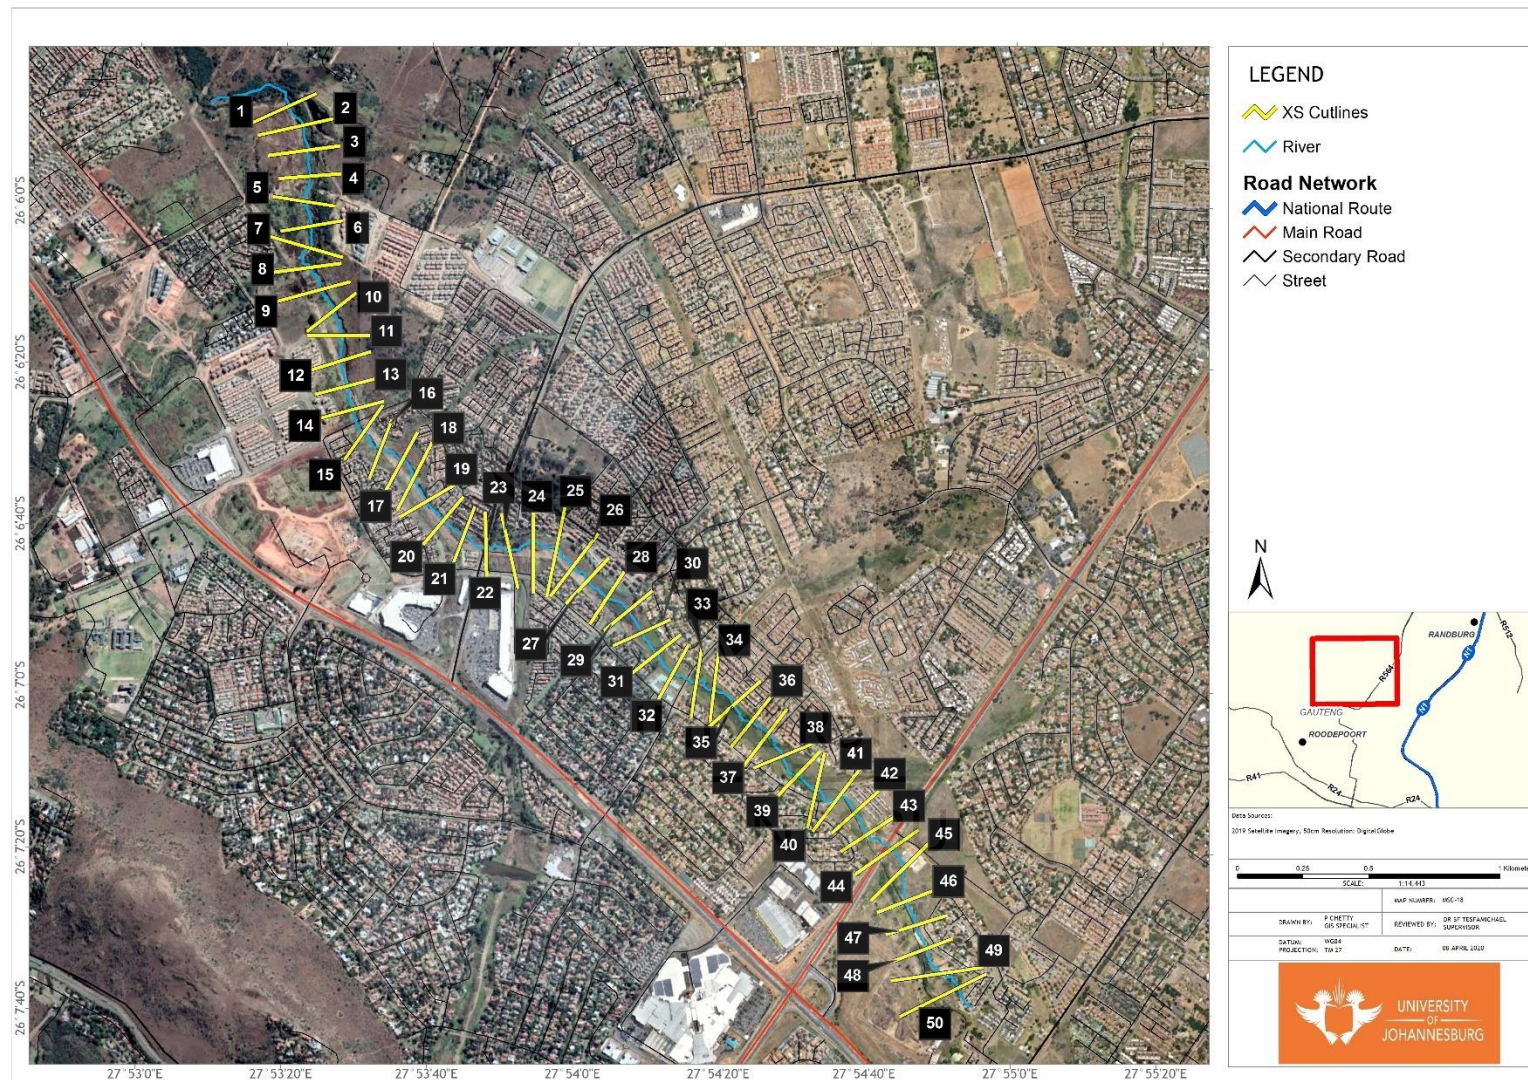 1
2
3
4
5
6
7
8
9
10
11
12
13
14
15
16
17
18
19
20
21
22
23
24
25
26
27
28
29
30
31
32
33
34
35
36
37
38
39
40
41
42
43
44
45
46
47
48
49
50
26°6'0"S
26°6'20"S
26°6'40"S
26°7'0"S
26°7'20"S
26°7'40"S
27°53'0"E
27°53'20"E
27°53'40"E
27°54'0"E
27°54'20"E
27°54'40"E
27°55'0"E
27°55'20"E
LEGEND
XS Cutlines
River
Road Network
National Route
Main Road
Secondary Road
Street
N
RANDBURG
R512
N1
R564
N1
GAUTENG
ROODEPOORT
R41
R24
R24
Data Sources:
2019 Satellite Imagery, 50cm Resolution: DigitalGlobe
0 0.25 0.5 1 Kilomete
SCALE: 1:14,443
MAP NUMBER: MSC-18
DRAWN BY: P CHETTY
GIS SPECIALIST
REVIEWED BY: DR SF TESFAMICHAEL
SUPERVISOR
DATUM: WG84
PROJECTION: TM 27
DATE: 08 APRIL 2020
UNIVERSITY
OF
JOHANNESBURG